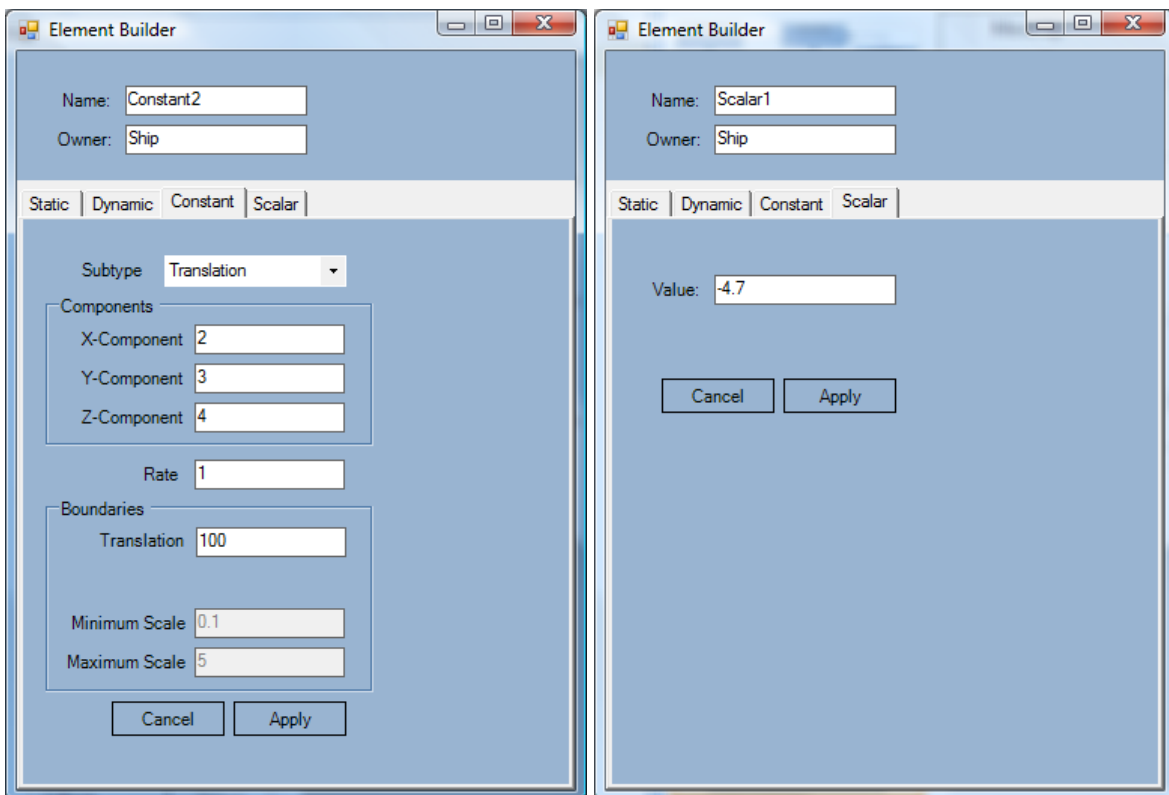 Element Builder
Name: Constant2
Owner: Ship
Static Dynamic Constant Scalar
Subtype Translation
Components
X-Component 2
Y-Component 3
Z-Component 4
Rate 1
Boundaries
Translation 100
Minimum Scale 0.1
Maximum Scale 5
Cancel Apply
Element Builder
Name: Scalar1
Owner: Ship
Static Dynamic Constant Scalar
Value: -4.7
Cancel Apply